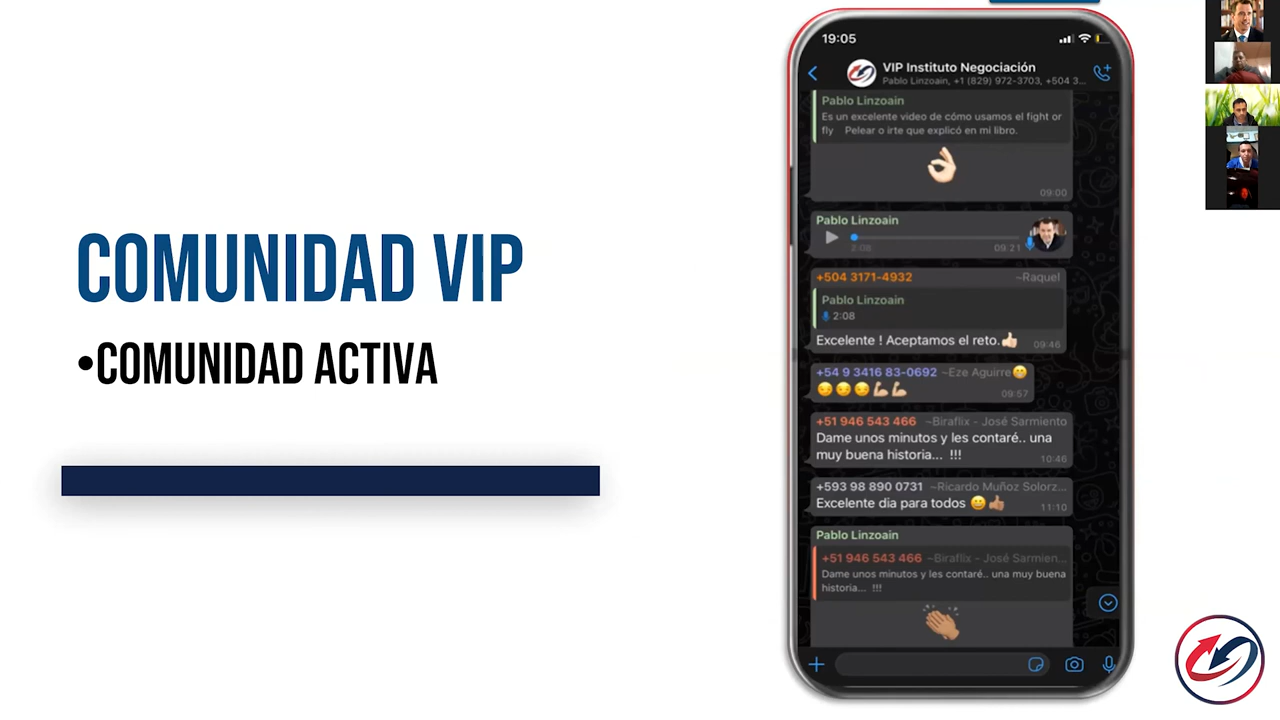 COMUNIDAD VIP
•COMUNIDAD ACTIVA
19:05
VIP Instituto Negociación
Pablo Linzoain, +1 (829) 972-3703, +504 3...
Pablo Linzoain
Es un excelente video de cómo usamos el fight or
fly Pelear o irte que explicó en mi libro.
09:00
Pablo Linzoain
2:08 09:21
+504 3171-4932 ~Raquel
Pablo Linzoain
2:08
Excelente ! Aceptamos el reto.👍🏻 09:46
+54 9 3416 83-0692 ~Eze Aguirre😁
😏😏😏💪🏼💪🏼 09:57
+51 946 543 466 ~Biraflix - José Sarmiento
Dame unos minutos y les contaré.. una
muy buena historia... !!! 10:46
+593 98 890 0731 ~Ricardo Muñoz Solorz...
Excelente dia para todos 😄👍🏽 11:10
Pablo Linzoain
+51 946 543 466 ~Biraflix - José Sarmien...
Dame unos minutos y les contaré.. una muy buena
historia... !!!